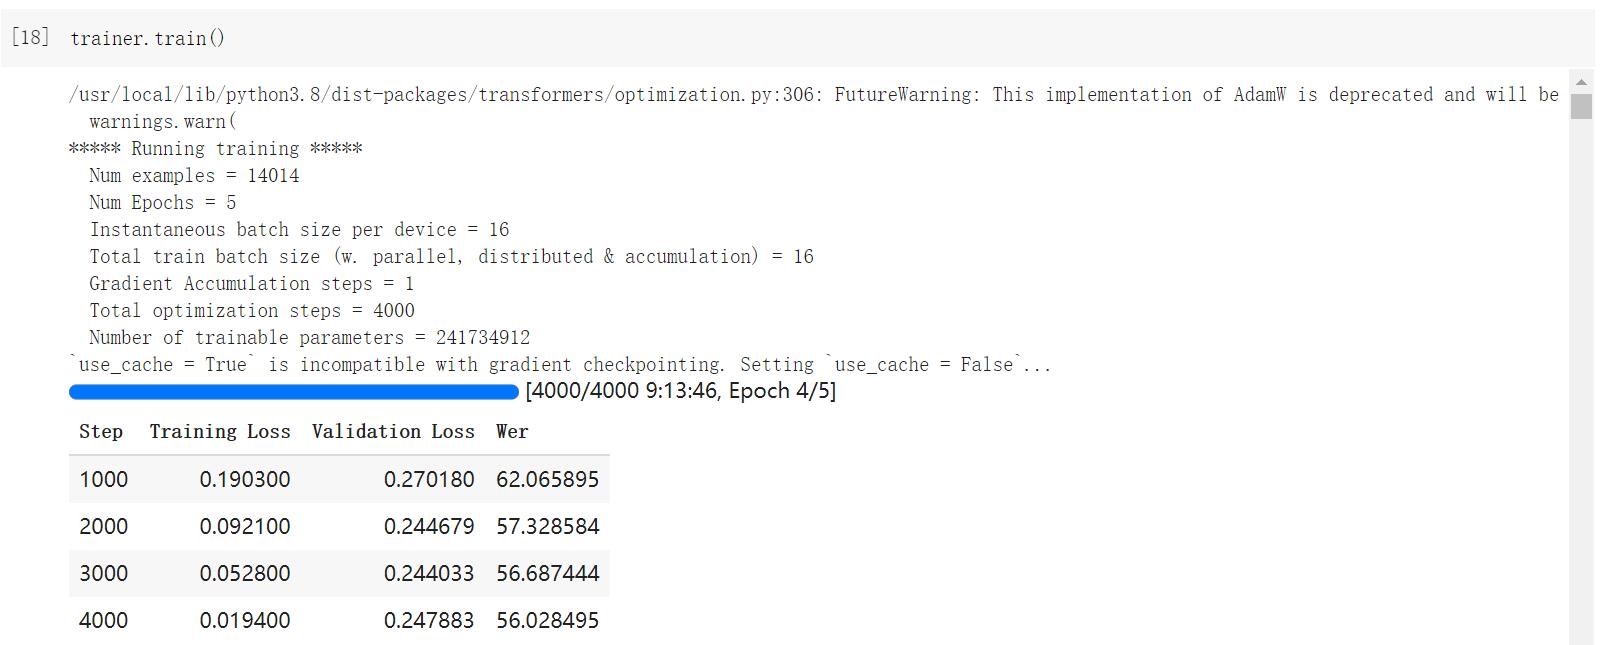 [18] trainer.train()
/usr/local/lib/python3.8/dist-packages/transformers/optimization.py:306: FutureWarning: This implementation of AdamW is deprecated and will be
warnings.warn(
***** Running training *****
Num examples = 14014
Num Epochs = 5
Instantaneous batch size per device = 16
Total train batch size (w. parallel, distributed & accumulation) = 16
Gradient Accumulation steps = 1
Total optimization steps = 4000
Number of trainable parameters = 241734912
`use_cache = True` is incompatible with gradient checkpointing. Setting `use_cache = False`...
[4000/4000 9:13:46, Epoch 4/5]
Step Training Loss Validation Loss Wer
1000 0.190300 0.270180 62.065895
2000 0.092100 0.244679 57.328584
3000 0.052800 0.244033 56.687444
4000 0.019400 0.247883 56.028495